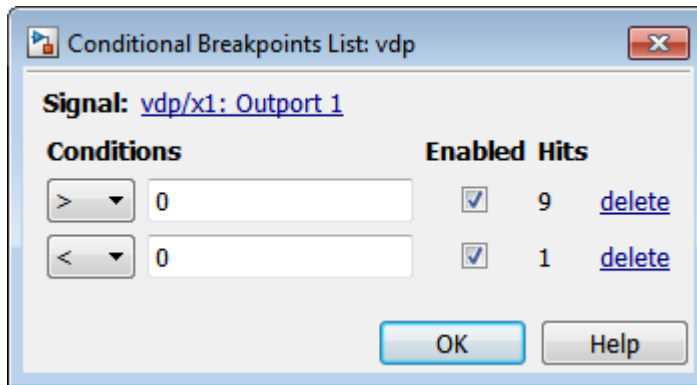 Conditional Breakpoints List: vdp
Signal: vdp/x1: Outport 1
Conditions Enabled Hits
> 0 9 delete
< 0 1 delete
OK Help